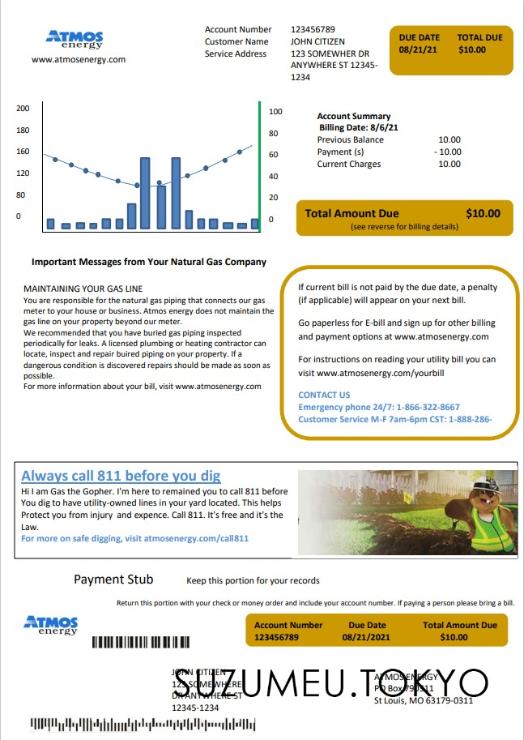 ATMOS
energy
www.atmosenergy.com
Account Number 123456789
Customer Name JOHN CITIZEN
Service Address 123 SOMEWHER DR
ANYWHERE ST 12345-
1234
DUE DATE TOTAL DUE
08/21/21 $10.00
200
160
120
80
0
100
80
60
40
20
0
Account Summary
Billing Date: 8/6/21
Previous Balance 10.00
Payment (s) - 10.00
Current Charges 10.00
Total Amount Due $10.00
(see reverse for billing details)
Important Messages from Your Natural Gas Company
MAINTAINING YOUR GAS LINE
You are responsible for the natural gas piping that connects our gas
meter to your house or business. Atmos energy does not maintain the
gas line on your property beyond our meter.
We recommended that you have buried gas piping inspected
periodically for leaks. A licensed plumbing or heating contractor can
locate, inspect and repair buired piping on your property. If a
dangerous condition is discovered repairs should be made as soon as
possible.
For more information about your bill, visit www.atmosenergy.com
If current bill is not paid by the due date, a penalty
(if applicable) will appear on your next bill.
Go paperless for E-bill and sign up for other billing
and payment options at www.atmosenergy.com
For instructions on reading your utility bill you can
visit www.atmosenergy.com/yourbill
CONTACT US
Emergency phone 24/7: 1-866-322-8667
Customer Service M-F 7am-6pm CST: 1-888-286-
Always call 811 before you dig
Hi I am Gas the Gopher. I'm here to remained you to call 811 before
You dig to have utility-owned lines in your yard located. This helps
Protect you from injury and expence. Call 811. It's free and it's the
Law.
For more on safe digging, visit atmosenergy.com/call811
Payment Stub Keep this portion for your records
Return this portion with your check or money order and include your account number. If paying a person please bring a bill.
ATMOS
energy
Account Number Due Date Total Amount Due
123456789 08/21/2021 $10.00
JOHN CITIZEN
123 SOMEWHERE
DR ANYWHERE ST
12345-1234
SUZUMEU.TOKYO
ATMOS ENERGY
PO Box 790311
St Louis, MO 63179-0311